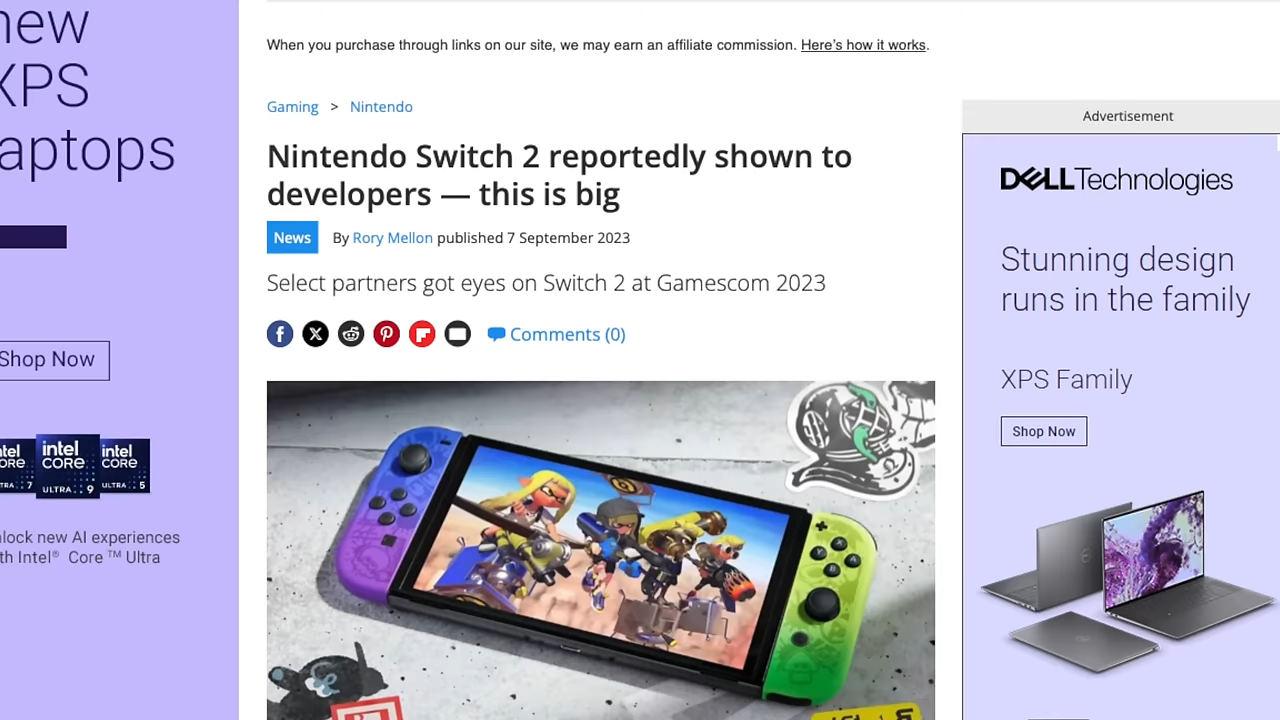 new
XPS
laptops
Shop Now
intel
CORE
ULTRA 7
intel
CORE
ULTRA 9
intel
CORE
ULTRA 5
nlock new AI experiences
th Intel® Core ™ Ultra
When you purchase through links on our site, we may earn an affiliate commission. Here’s how it works.
Gaming > Nintendo
Nintendo Switch 2 reportedly shown to
developers — this is big
News By Rory Mellon published 7 September 2023
Select partners got eyes on Switch 2 at Gamescom 2023
Comments (0)
Advertisement
DELL Technologies
Stunning design
runs in the family
XPS Family
Shop Now